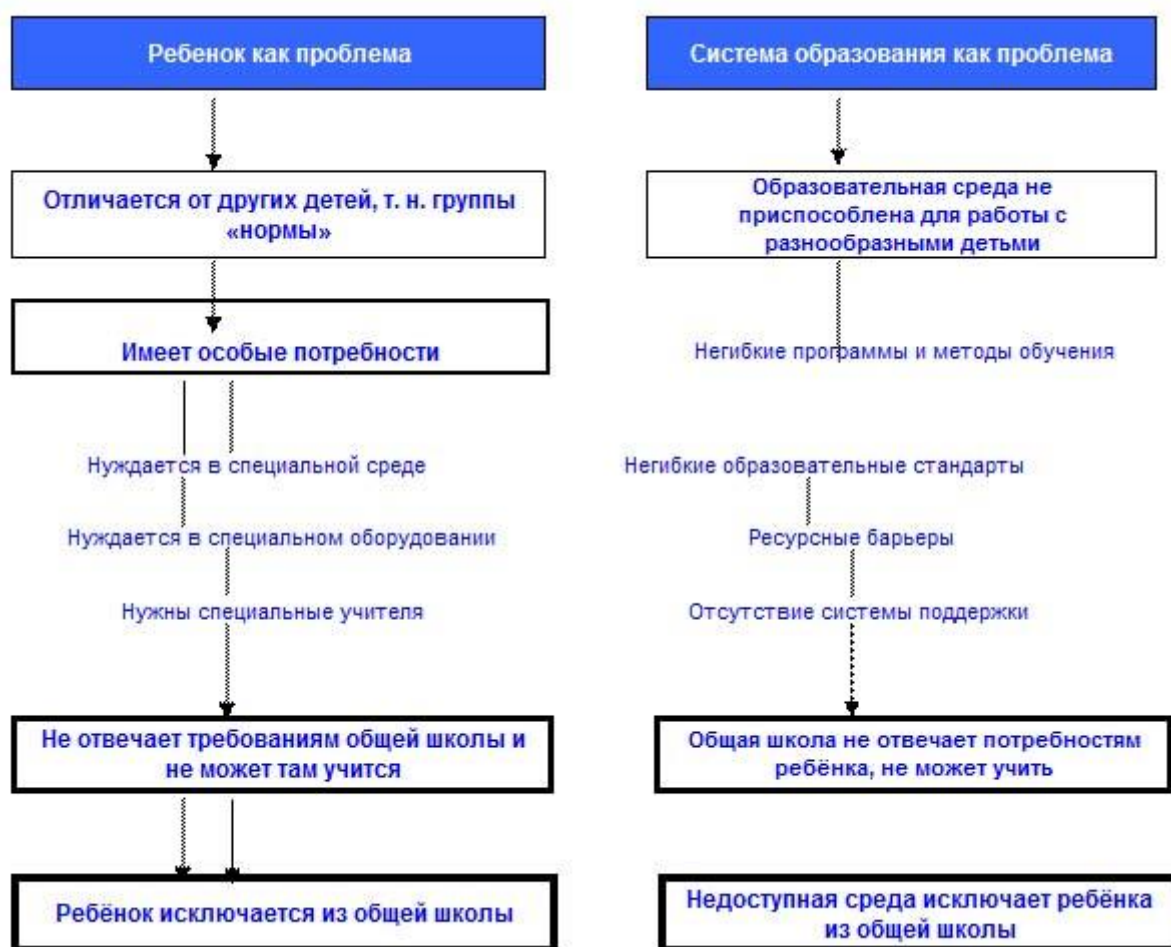 Ребенок как проблема
Отличается от других детей, т. н. группы
«нормы»
Имеет особые потребности
Нуждается в специальной среде
Нуждается в специальном оборудовании
Нужны специальные учителя
Не отвечает требованиям общей школы и
не может там учится
Ребёнок исключается из общей школы
Система образования как проблема
Образовательная среда не
приспособлена для работы с
разнообразными детьми
Негибкие программы и методы обучения
Негибкие образовательные стандарты
Ресурсные барьеры
Отсутствие системы поддержки
Общая школа не отвечает потребностям
ребёнка, не может учить
Недоступная среда исключает ребёнка
из общей школы